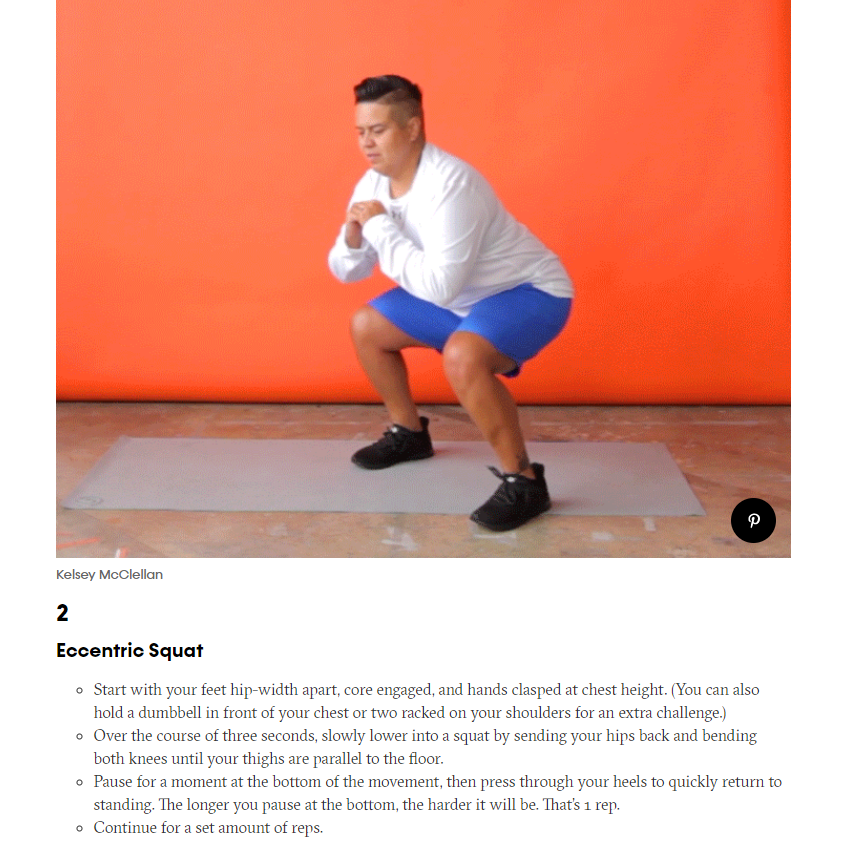 Kelsey McClellan
2
Eccentric Squat
Start with your feet hip-width apart, core engaged, and hands clasped at chest height. (You can also
hold a dumbbell in front of your chest or two racked on your shoulders for an extra challenge.)
Over the course of three seconds, slowly lower into a squat by sending your hips back and bending
both knees until your thighs are parallel to the floor.
Pause for a moment at the bottom of the movement, then press through your heels to quickly return to
standing. The longer you pause at the bottom, the harder it will be. That's 1 rep.
Continue for a set amount of reps.